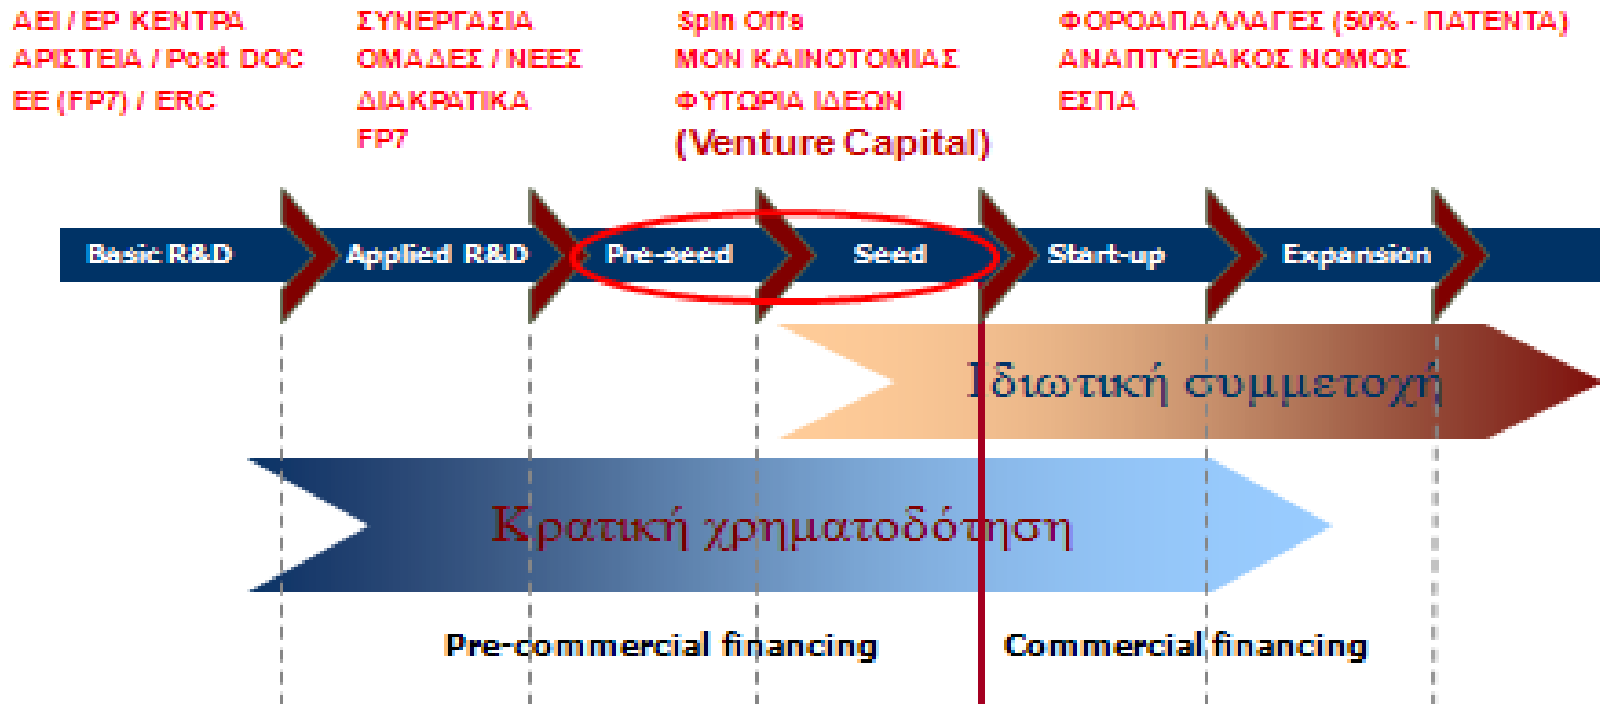 ΑΕΙ / ΕΡ ΚΕΝΤΡΑ
ΑΡΙΣΤΕΙΑ / Post DOC
ΕΕ (FP7) / ERC
ΣΥΝΕΡΓΑΣΙΑ
ΟΜΑΔΕΣ / ΝΕΕΣ
ΔΙΑΚΡΑΤΙΚΑ
FP7
Spin Offs
ΜΟΝ ΚΑΙΝΟΤΟΜΙΑΣ
ΦΥΤΩΡΙΑ ΙΔΕΩΝ
(Venture Capital)
ΦΟΡΟΑΠΑΛΛΑΓΕΣ (50% - ΠΑΤΕΝΤΑ)
ΑΝΑΠΤΥΞΙΑΚΟΣ ΝΟΜΟΣ
ΕΣΠΑ
Basic R&D
Applied R&D
Pre-seed
Seed
Start-up
Expansion
Ιδιωτική συμμετοχή
Κρατική χρηματοδότηση
Pre-commercial financing
Commercial financing